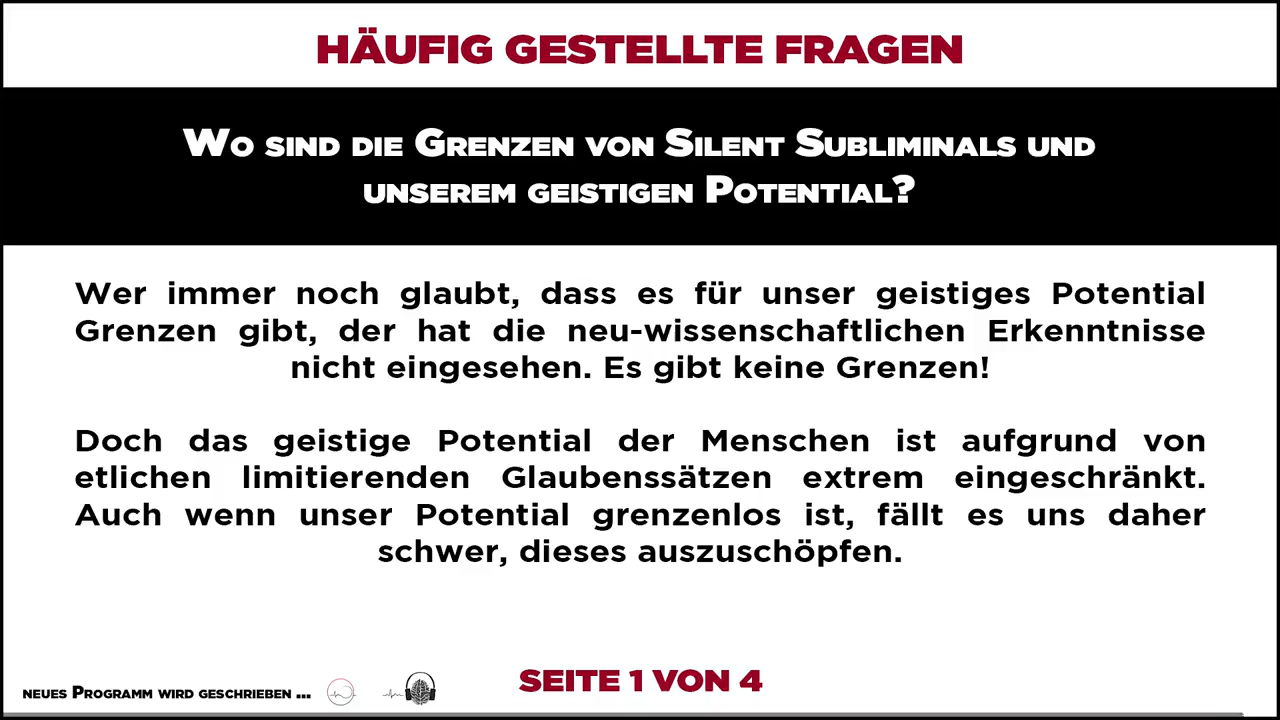 HÄUFIG GESTELLTE FRAGEN
Wo sind die Grenzen von Silent Subliminals und
unserem geistigen Potential?
Wer immer noch glaubt, dass es für unser geistiges Potential
Grenzen gibt, der hat die neu-wissenschaftlichen Erkenntnisse
nicht eingesehen. Es gibt keine Grenzen!
Doch das geistige Potential der Menschen ist aufgrund von
etlichen limitierenden Glaubenssätzen extrem eingeschränkt.
Auch wenn unser Potential grenzenlos ist, fällt es uns daher
schwer, dieses auszuschöpfen.
neues Programm wird geschrieben ...
SEITE 1 VON 4